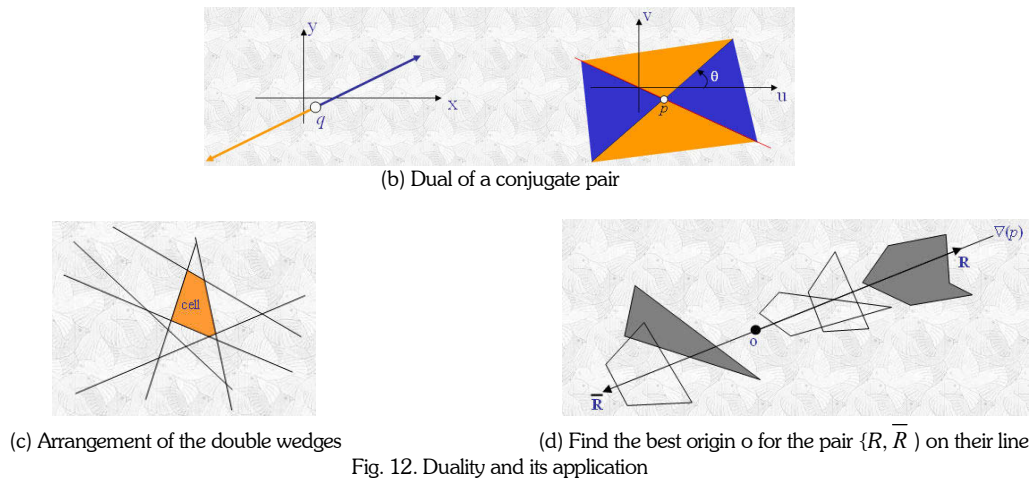 y
x
q
v
u
θ
p
(b) Dual of a conjugate pair
cell
(c) Arrangement of the double wedges
▽(p)
R
o
R̅
(d) Find the best origin o for the pair {R, R̅ ) on their line
Fig. 12. Duality and its application